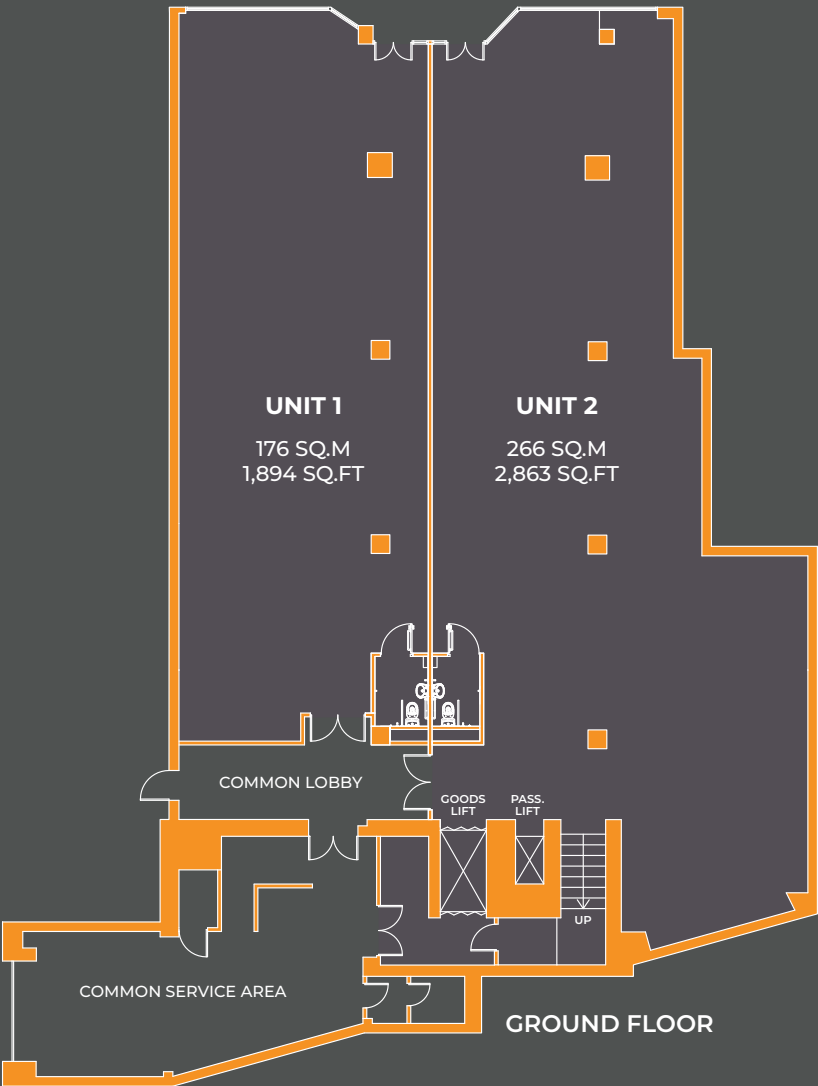 UNIT 1
176 SQ.M
1,894 SQ.FT
UNIT 2
266 SQ.M
2,863 SQ.FT
COMMON LOBBY
GOODS
LIFT
PASS.
LIFT
UP
COMMON SERVICE AREA
GROUND FLOOR